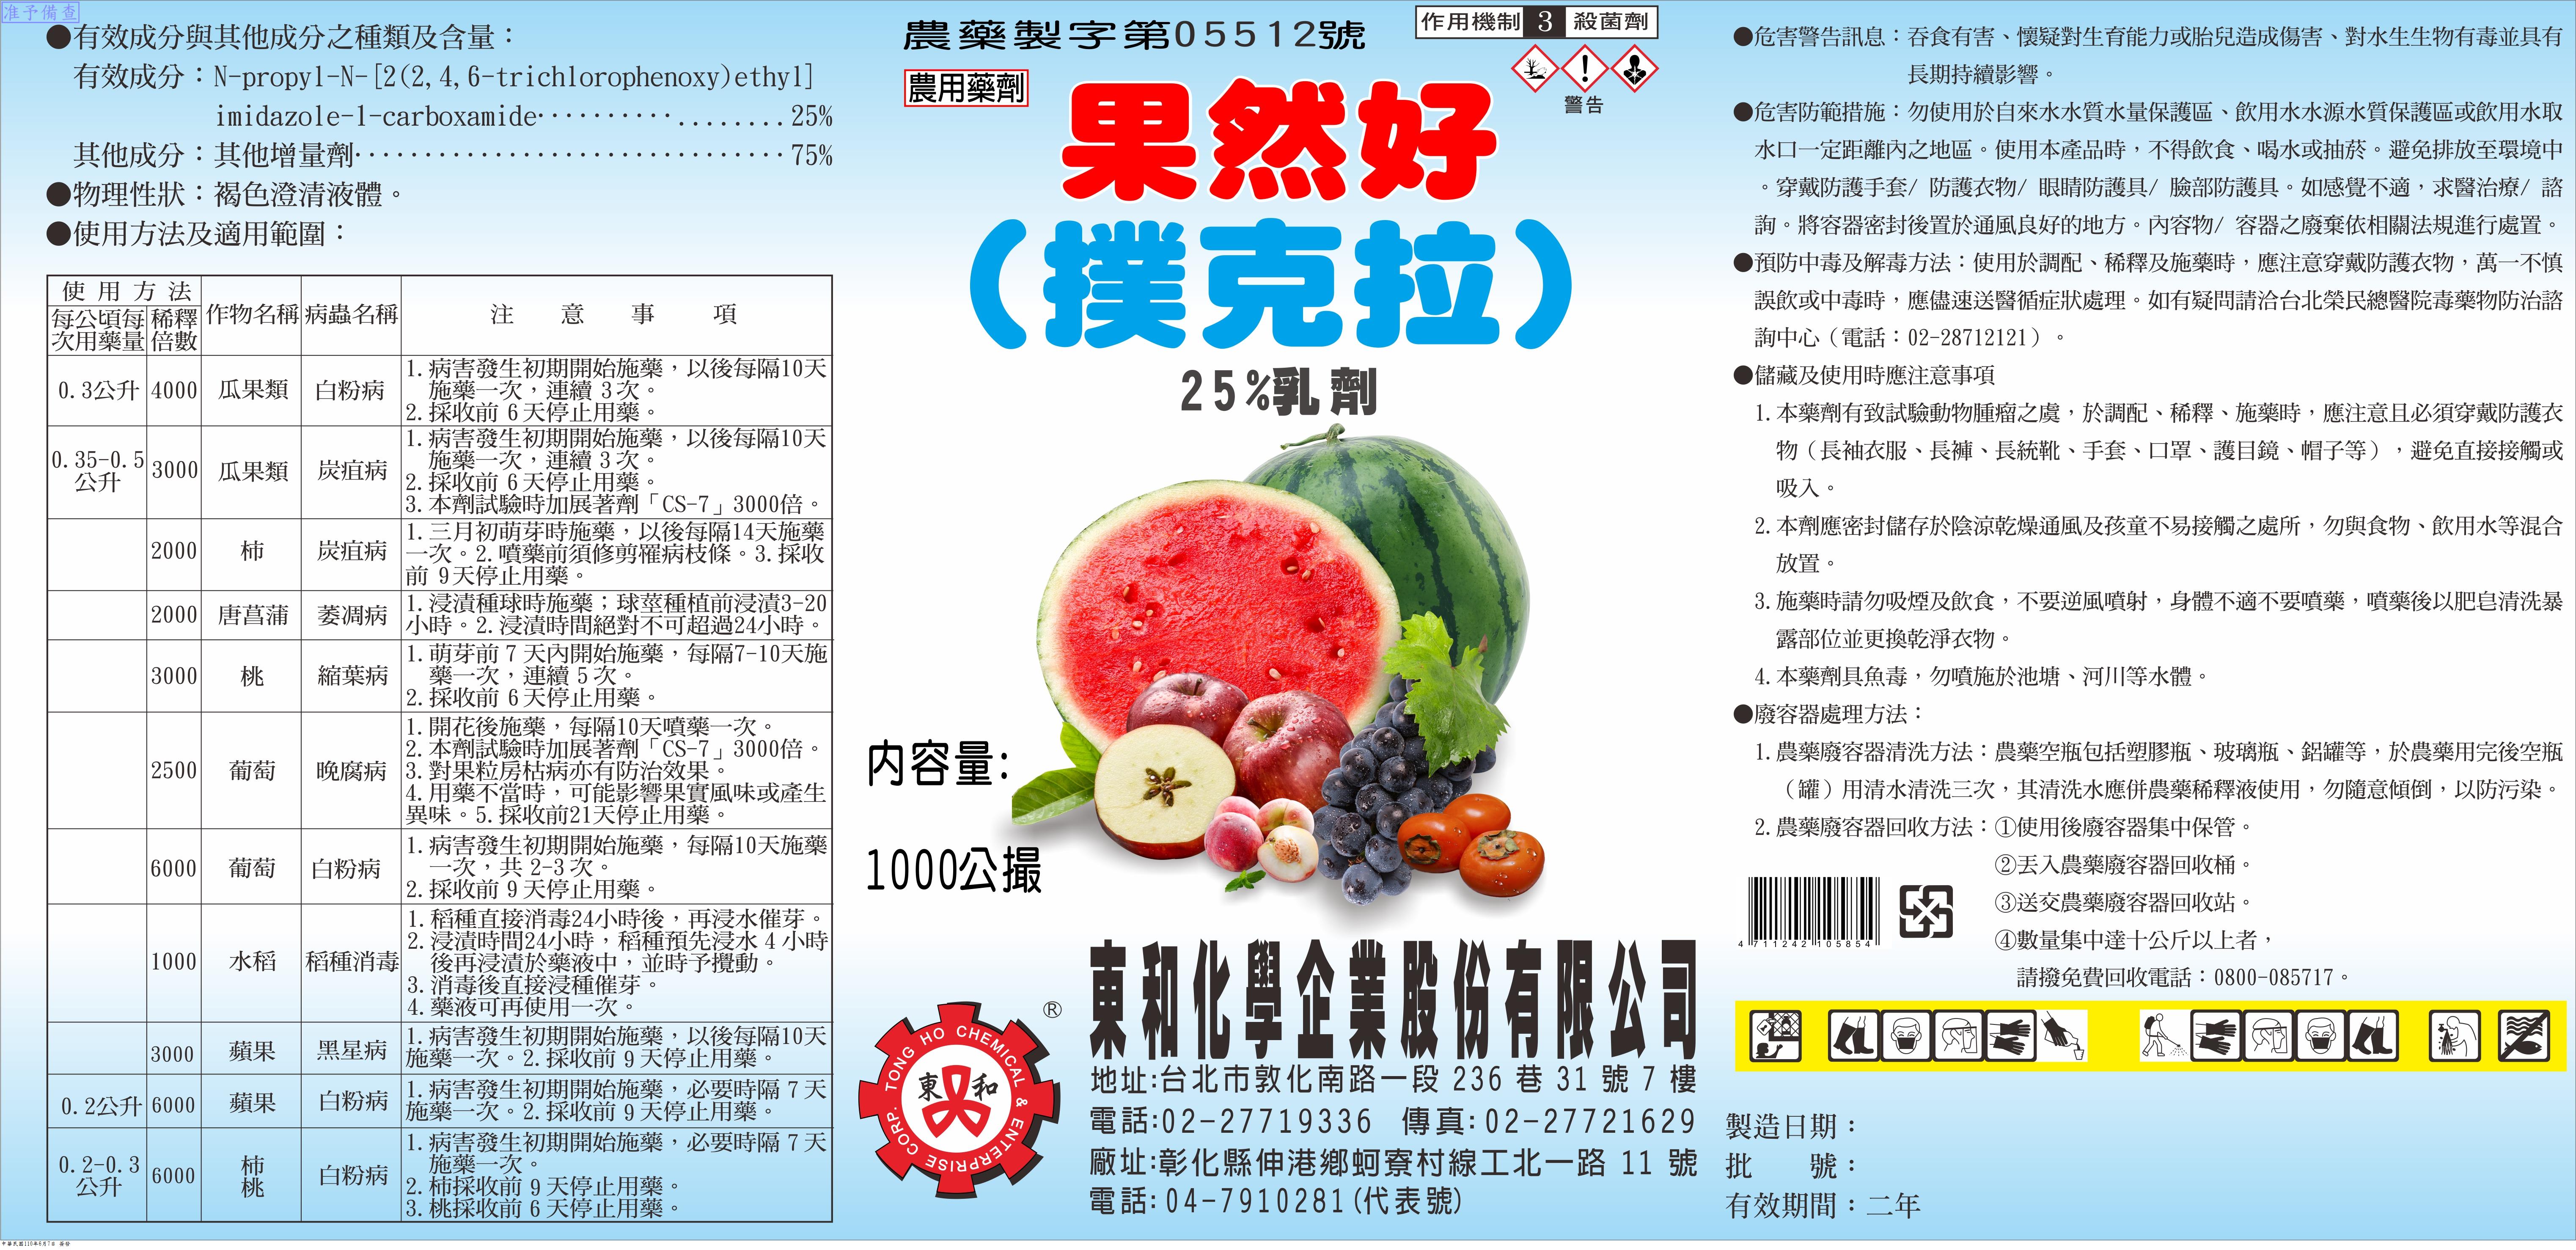 准予備查
●有效成分與其他成分之種類及含量：
有效成分：N-propyl-N-[2(2,4,6-trichlorophenoxy)ethyl]
imidazole-1-carboxamide··················25%
其他成分：其他增量劑································75%
●物理性狀：褐色澄清液體。
●使用方法及適用範圍：
使用方法 作物名稱 病蟲名稱 注意事項
每公頃每次用藥量 稀釋倍數
0.3公升 4000 瓜果類 白粉病
1.病害發生初期開始施藥，以後每隔10天
施藥一次，連續 3 次。
2.採收前 6 天停止用藥。
0.35-0.5公升 3000 瓜果類 炭疽病
1.病害發生初期開始施藥，以後每隔10天
施藥一次，連續 3 次。
2.採收前 6 天停止用藥。
3.本劑試驗時加展著劑「CS-7」3000倍。
2000 柿 炭疽病
1.三月初萌芽時施藥，以後每隔14天施藥
一次。2.噴藥前須修剪罹病枝條。3.採收
前 9天停止用藥。
2000 唐菖蒲 萎凋病
1.浸漬種球時施藥；球莖種植前浸漬3-20
小時。2.浸漬時間絕對不可超過24小時。
3000 桃 縮葉病
1.萌芽前 7 天內開始施藥，每隔7-10天施
藥一次，連續 5 次。
2.採收前 6 天停止用藥。
2500 葡萄 晚腐病
1.開花後施藥，每隔10天噴藥一次。
2.本劑試驗時加展著劑「CS-7」3000倍。
3.對果粒房枯病亦有防治效果。
4.用藥不當時，可能影響果實風味或產生
異味。5.採收前21天停止用藥。
6000 葡萄 白粉病
1.病害發生初期開始施藥，每隔10天施藥
一次，共 2-3 次。
2.採收前 9 天停止用藥。
1000 水稻 稻種消毒
1.稻種直接消毒24小時後，再浸水催芽。
2.浸漬時間24小時，稻種預先浸水 4 小時
後再浸漬於藥液中，並時予攪動。
3.消毒後直接浸種催芽。
4.藥液可再使用一次。
3000 蘋果 黑星病
1.病害發生初期開始施藥，以後每隔10天
施藥一次。2.採收前 9 天停止用藥。
0.2公升 6000 蘋果 白粉病
1.病害發生初期開始施藥，必要時隔 7 天
施藥一次。2.採收前 9 天停止用藥。
0.2-0.3公升 6000 柿 桃 白粉病
1.病害發生初期開始施藥，必要時隔 7 天
施藥一次。
2.柿採收前 9 天停止用藥。
3.桃採收前 6 天停止用藥。
中華民國110年6月7日 簽發
農藥製字第05512號
作用機制 3 殺菌劑
農用藥劑
警告
果然好
（撲克拉）
25%乳劑
內容量:
1000公撮
®
TONG HO CHEMICAL & ENTERPRISE CORP.
東 和
東和化學企業股份有限公司
地址:台北市敦化南路一段 236 巷 31 號 7 樓
電話:02-27719336 傳真:02-27721629
廠址:彰化縣伸港鄉蚵寮村線工北一路 11 號
電話:04-7910281(代表號)
●危害警告訊息：吞食有害、懷疑對生育能力或胎兒造成傷害、對水生生物有毒並具有
長期持續影響。
●危害防範措施：勿使用於自來水水質水量保護區、飲用水水源水質保護區或飲用水取
水口一定距離內之地區。使用本產品時，不得飲食、喝水或抽菸。避免排放至環境中
。穿戴防護手套/ 防護衣物/ 眼睛防護具/ 臉部防護具。如感覺不適，求醫治療/ 諮
詢。將容器密封後置於通風良好的地方。內容物/ 容器之廢棄依相關法規進行處置。
●預防中毒及解毒方法：使用於調配、稀釋及施藥時，應注意穿戴防護衣物，萬一不慎
誤飲或中毒時，應儘速送醫循症狀處理。如有疑問請洽台北榮民總醫院毒藥物防治諮
詢中心（電話：02-28712121）。
●儲藏及使用時應注意事項
1.本藥劑有致試驗動物腫瘤之虞，於調配、稀釋、施藥時，應注意且必須穿戴防護衣
物（長袖衣服、長褲、長統靴、手套、口罩、護目鏡、帽子等），避免直接接觸或
吸入。
2.本劑應密封儲存於陰涼乾燥通風及孩童不易接觸之處所，勿與食物、飲用水等混合
放置。
3.施藥時請勿吸煙及飲食，不要逆風噴射，身體不適不要噴藥，噴藥後以肥皂清洗暴
露部位並更換乾淨衣物。
4.本藥劑具魚毒，勿噴施於池塘、河川等水體。
●廢容器處理方法：
1.農藥廢容器清洗方法：農藥空瓶包括塑膠瓶、玻璃瓶、鋁罐等，於農藥用完後空瓶
（罐）用清水清洗三次，其清洗水應併農藥稀釋液使用，勿隨意傾倒，以防污染。
2.農藥廢容器回收方法：①使用後廢容器集中保管。
②丟入農藥廢容器回收桶。
③送交農藥廢容器回收站。
④數量集中達十公斤以上者，
請撥免費回收電話：0800-085717。
4 711242 105854
製造日期：
批 號：
有效期間：二年